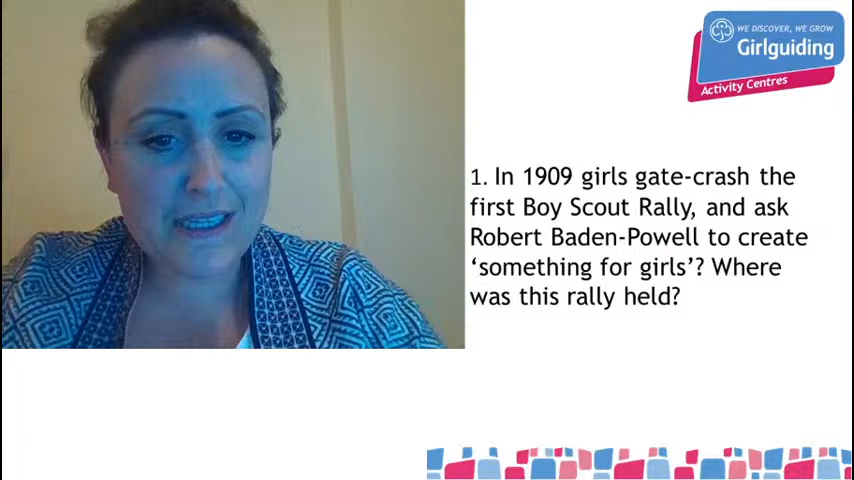 WE DISCOVER, WE GROW
Girlguiding
Activity Centres
1. In 1909 girls gate-crash the
first Boy Scout Rally, and ask
Robert Baden-Powell to create
‘something for girls’? Where
was this rally held?